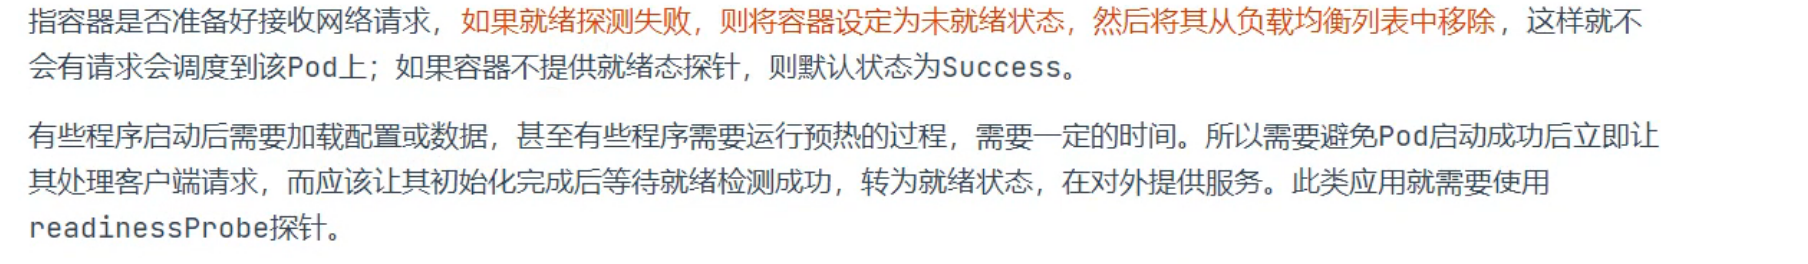 指容器是否准备好接收网络请求，如果就绪探测失败，则将容器设定为未就绪状态，然后将其从负载均衡列表中移除，这样就不
会有请求会调度到该Pod上；如果容器不提供就绪态探针，则默认状态为Success。
有些程序启动后需要加载配置或数据，甚至有些程序需要运行预热的过程，需要一定的时间。所以需要避免Pod启动成功后立即让
其处理客户端请求，而应该让其初始化完成后等待就绪检测成功，转为就绪状态，在对外提供服务。此类应用就需要使用
readinessProbe探针。